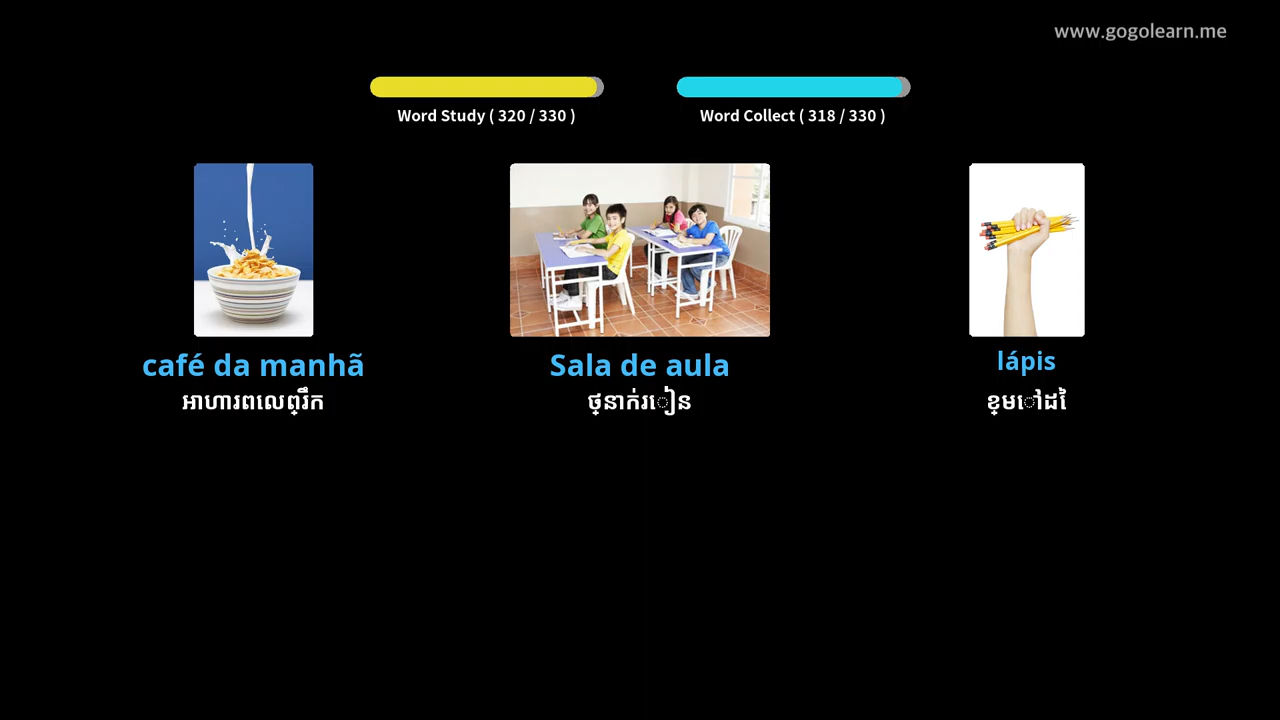 www.gogolearn.me
Word Study ( 320 / 330 )
Word Collect ( 318 / 330 )
café da manhã
Sala de aula
lápis
អាហារពេលព្រឹក
ថ្នាក់រៀន
ខ្មៅដៃ